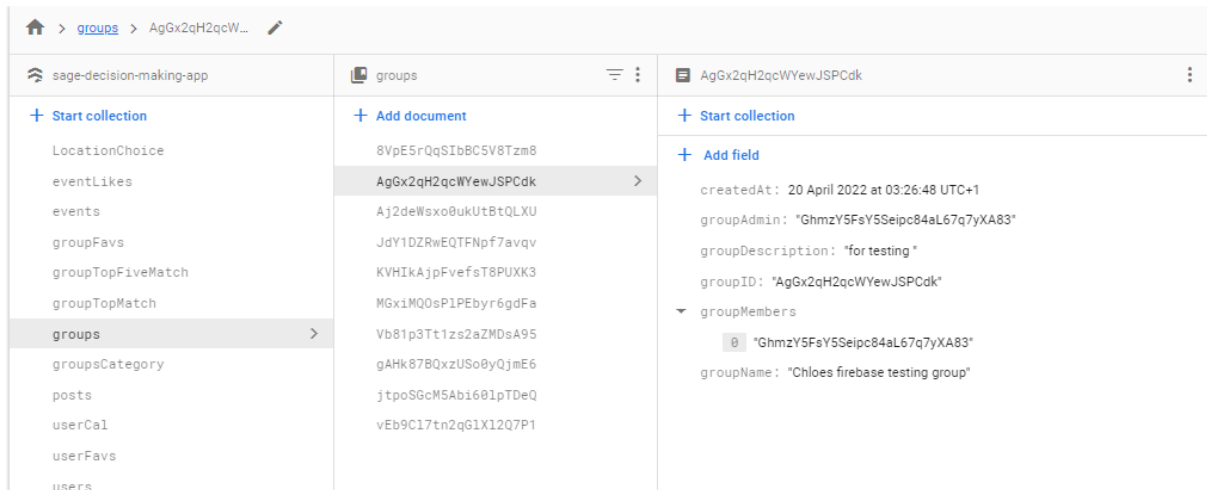 groups > AgGx2qH2qcW...
sage-decision-making-app
Start collection
LocationChoice
eventLikes
events
groupFavs
groupTopFiveMatch
groupTopMatch
groups
groupsCategory
posts
userCal
userFavs
users
groups
Add document
8VpE5rQqSIbBC5V8Tzm8
AgGx2qH2qcWYewJSPCdk
Aj2deWsxo0ukUtBtQLXU
JdY1DZRwEQTFNpf7avqv
KVHIkAjpFvefsT8PUXK3
MGxiMQOsPlPEbyr6gdFa
Vb81p3Tt1zs2aZMDsA95
gAHk87BQxzUSo0yQjmE6
jtpoSGcM5Abi60lpTDeQ
vEb9Cl7tn2qGlXl2Q7P1
AgGx2qH2qcWYewJSPCdk
Start collection
Add field
createdAt: 20 April 2022 at 03:26:48 UTC+1
groupAdmin: "GhmzY5FsY5Seipc84aL67q7yXA83"
groupDescription: "for testing "
groupID: "AgGx2qH2qcWYewJSPCdk"
groupMembers
0 "GhmzY5FsY5Seipc84aL67q7yXA83"
groupName: "Chloes firebase testing group"